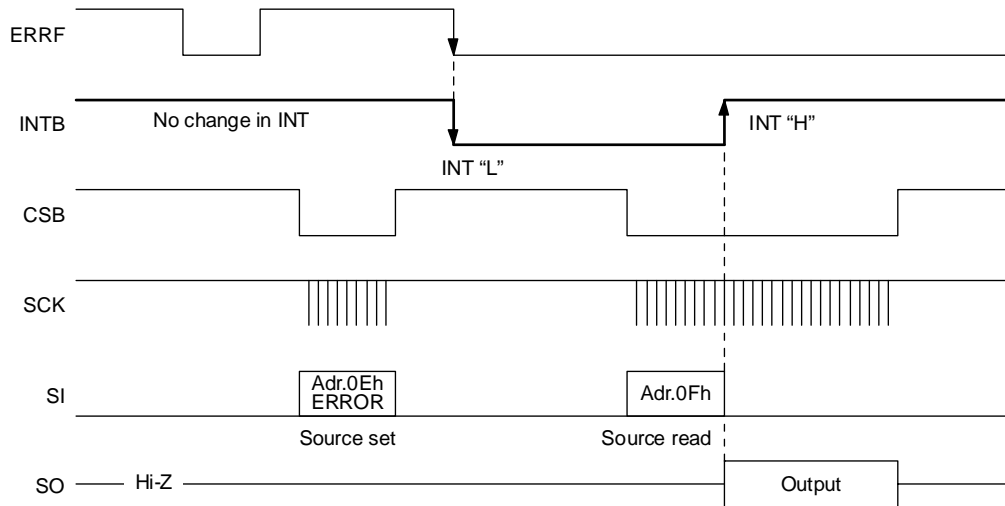 ERRF
INTB
No change in INT
INT “H”
INT “L”
CSB
SCK
SI
Adr.0Eh
ERROR
Adr.0Fh
Source set
Source read
SO
Hi-Z
Output